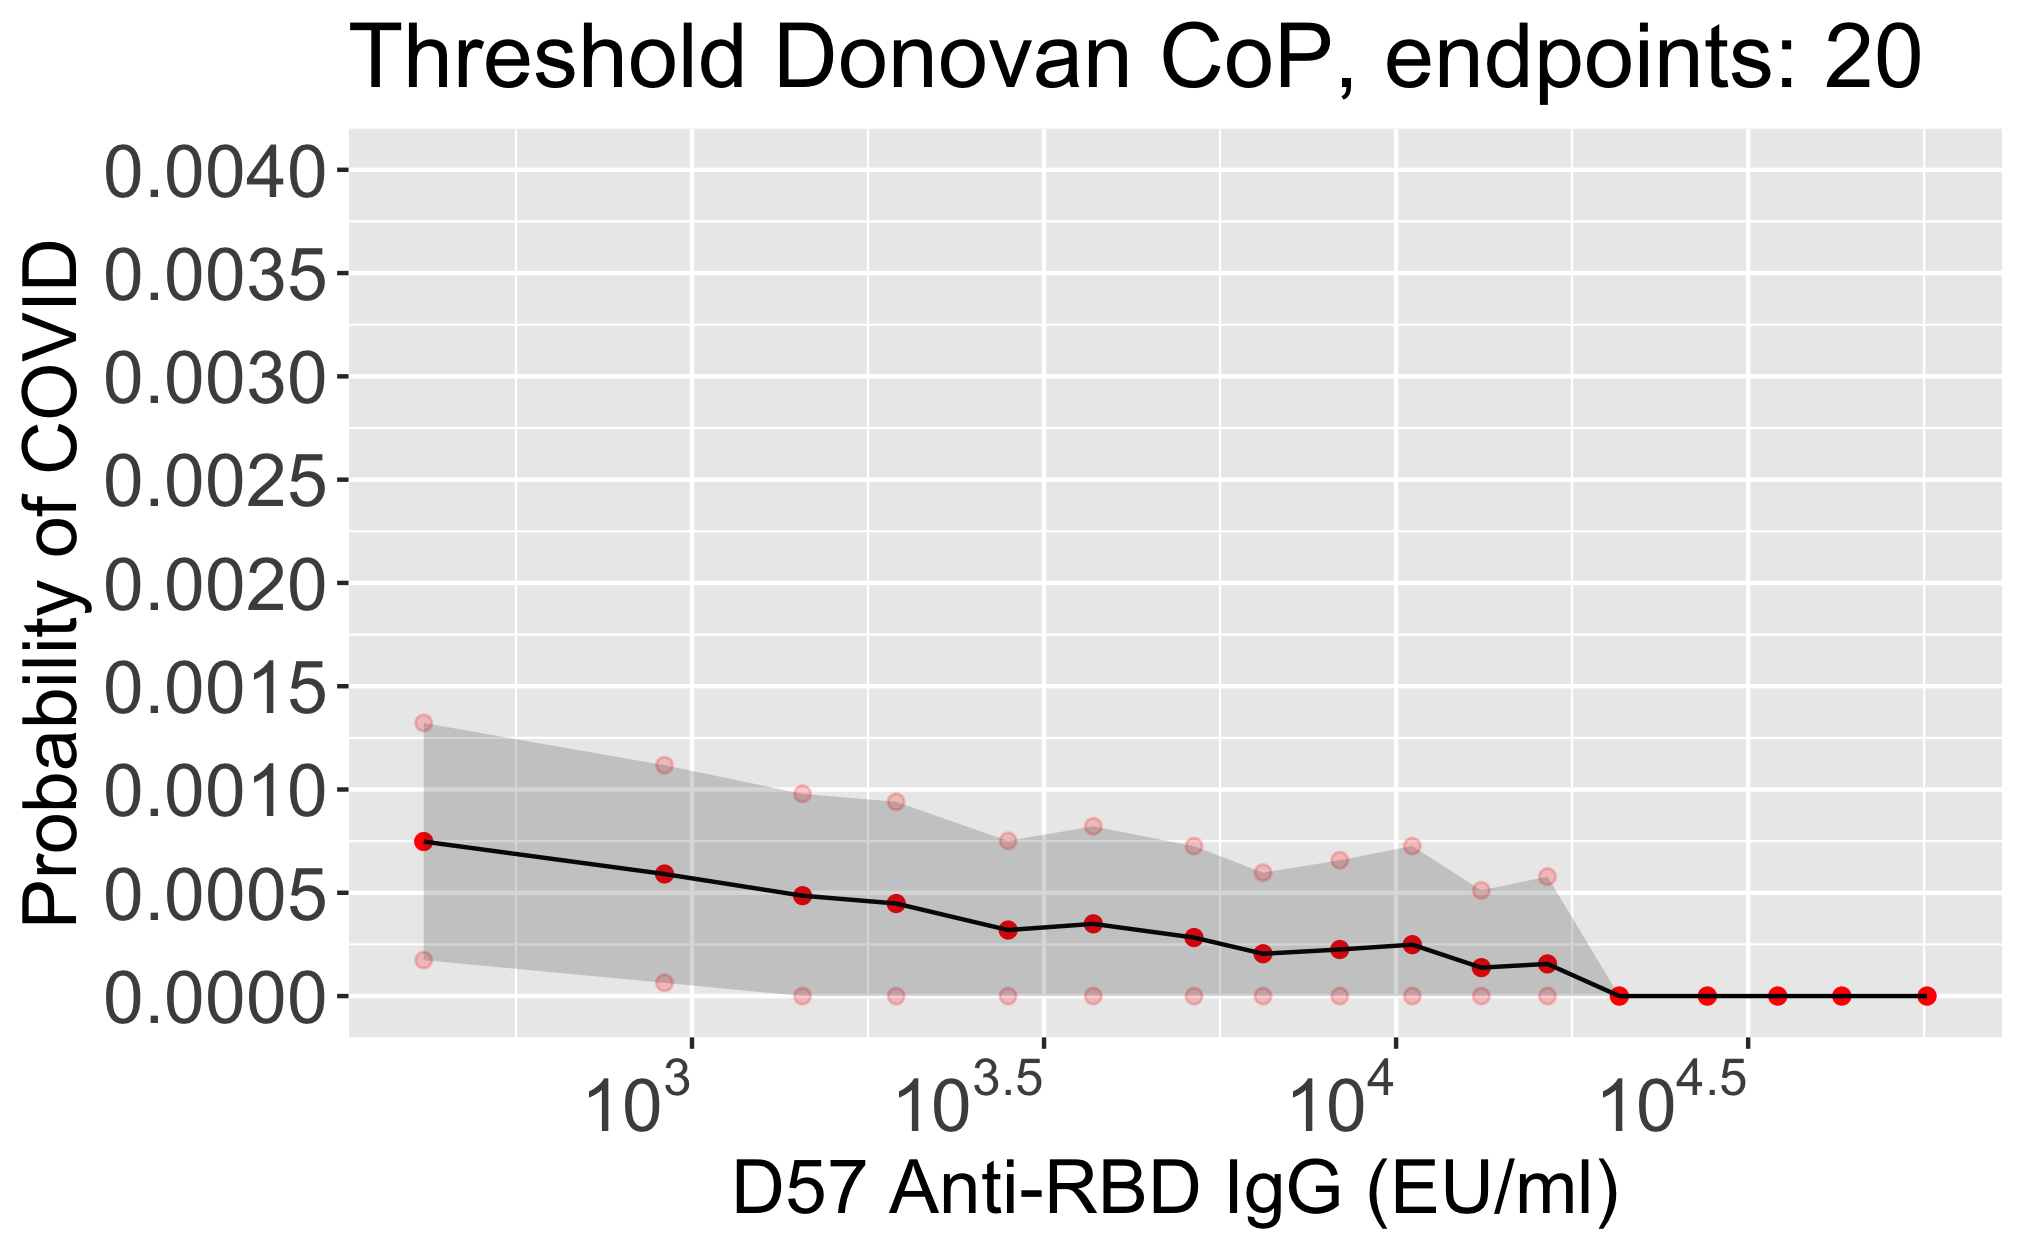 Threshold Donovan CoP, endpoints: 20
Probability of COVID
0.0040
0.0035
0.0030
0.0025
0.0020
0.0015
0.0010
0.0005
0.0000
10^3 10^3.5 10^4 10^4.5
D57 Anti-RBD IgG (EU/ml)